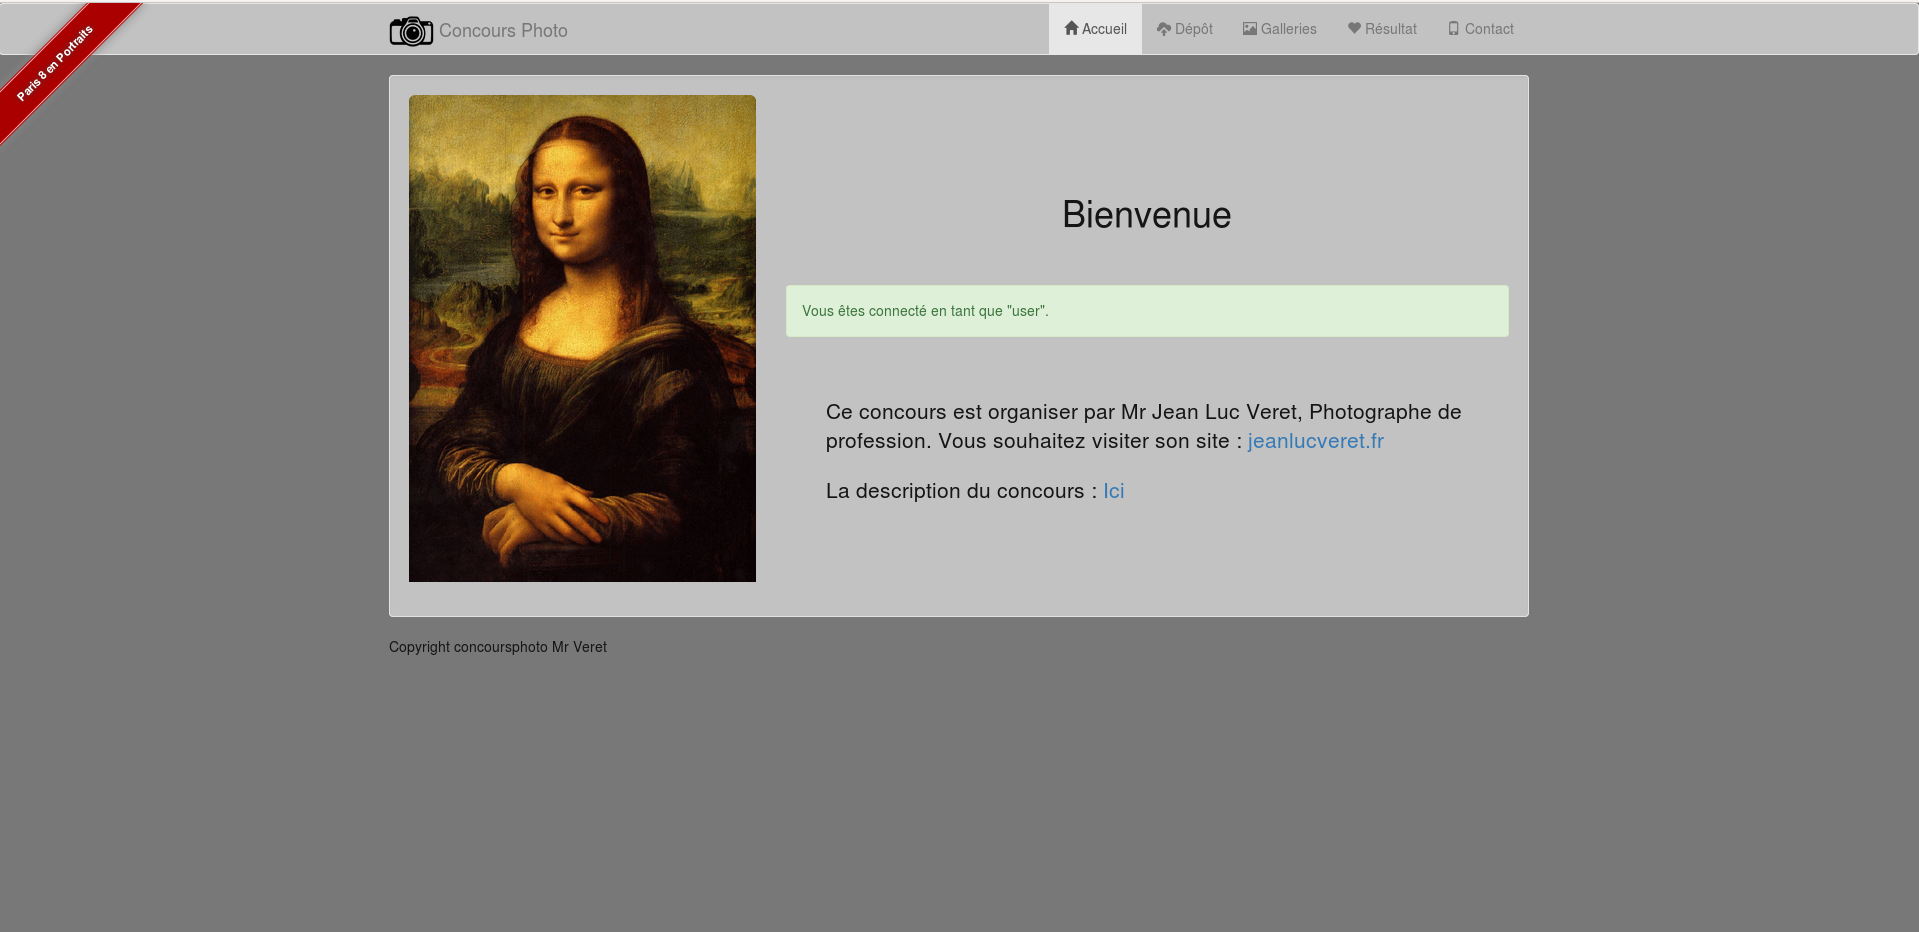 Paris 8 en Portraits
Concours Photo
Accueil
Dépôt
Galleries
Résultat
Contact
Bienvenue
Vous êtes connecté en tant que "user".
Ce concours est organiser par Mr Jean Luc Veret, Photographe de
profession. Vous souhaitez visiter son site : jeanlucveret.fr
La description du concours : Ici
Copyright concoursphoto Mr Veret